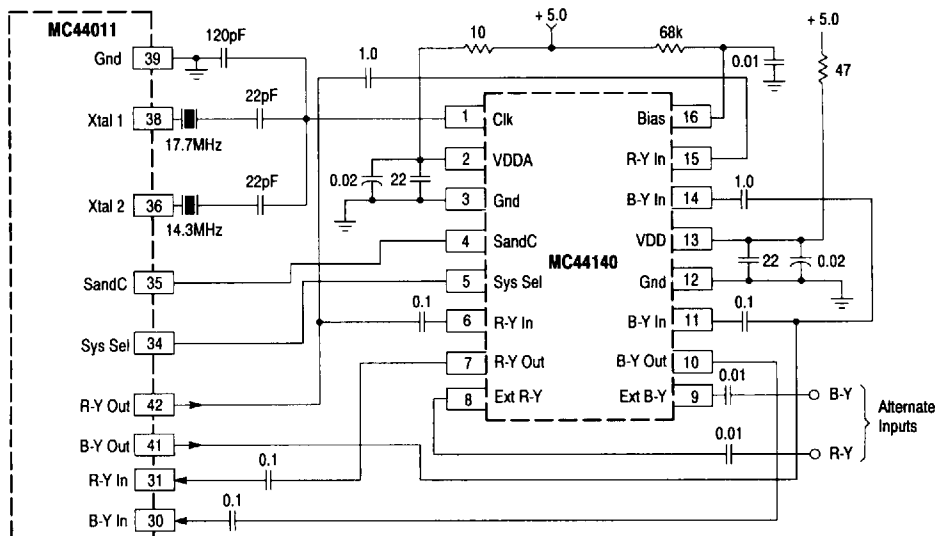 MC44011
Gnd 39
120pF
Xtal 1 38
22pF
17.7MHz
Xtal 2 36
22pF
14.3MHz
SandC 35
Sys Sel 34
R-Y Out 42
B-Y Out 41
R-Y In 31
0.1
B-Y In 30
0.1
+ 5.0
10
68k
0.01
1.0
+ 5.0
47
MC44140
1 Clk
2 VDDA
0.02
22
3 Gnd
4 SandC
5 Sys Sel
0.1
6 R-Y In
7 R-Y Out
8 Ext R-Y
Bias 16
R-Y In 15
B-Y In 14
1.0
VDD 13
22
0.02
Gnd 12
B-Y In 11
0.1
B-Y Out 10
Ext B-Y 9
0.01
B-Y
0.01
R-Y
Alternate
Inputs